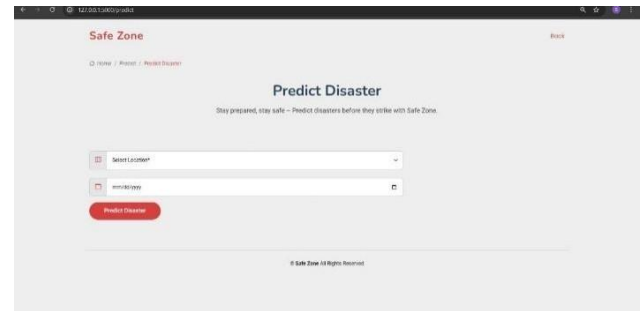 127.0.0.1:5000/predict
Safe Zone
Back
Home / Predict / Predict Disaster
Predict Disaster
Stay prepared, stay safe – Predict disasters before they strike with Safe Zone.
Select Location*
mm/dd/yyyy
Predict Disaster
© Safe Zone All Rights Reserved